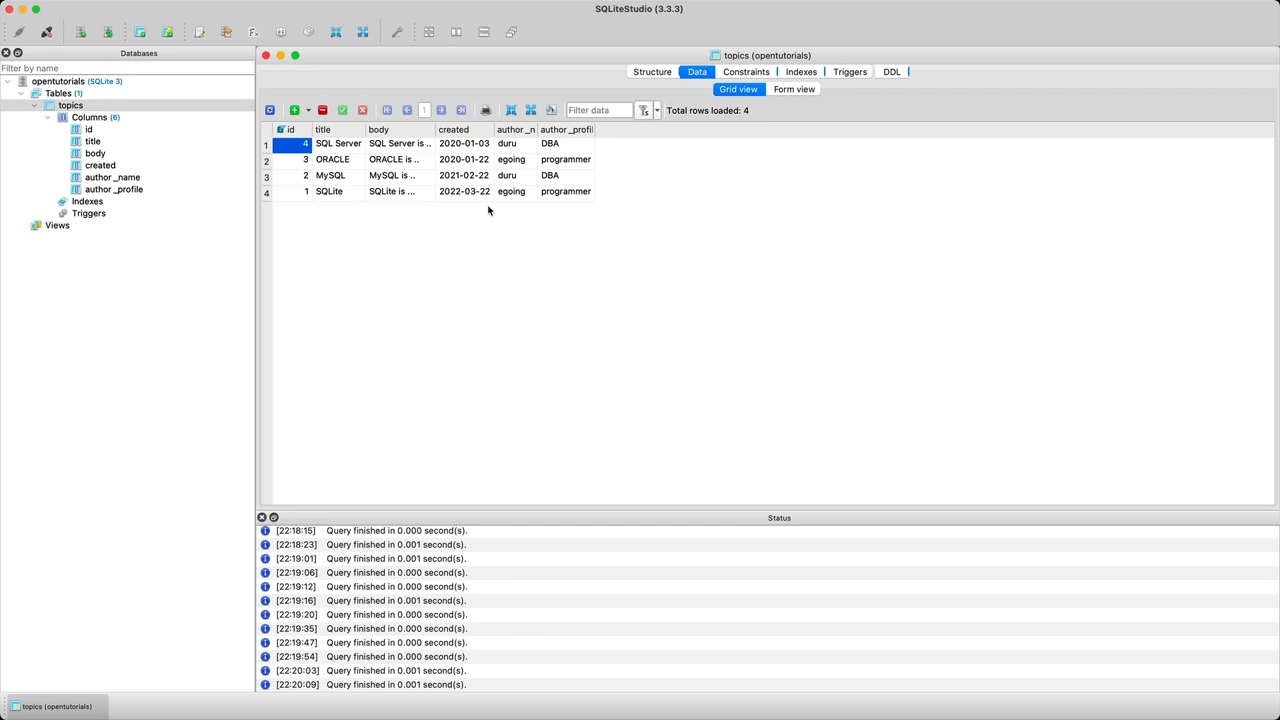 SQLiteStudio (3.3.3)
Databases
Filter by name
opentutorials (SQLite 3)
Tables (1)
topics
Columns (6)
id
title
body
created
author_name
author_profile
Indexes
Triggers
Views
topics (opentutorials)
Structure Data Constraints Indexes Triggers DDL
Grid view Form view
1 Filter data Total rows loaded: 4
id title body created author_n author_profil
1 4 SQL Server SQL Server is .. 2020-01-03 duru DBA
2 3 ORACLE ORACLE is .. 2020-01-22 egoing programmer
3 2 MySQL MySQL is .. 2021-02-22 duru DBA
4 1 SQLite SQLite is ... 2022-03-22 egoing programmer
Status
[22:18:15] Query finished in 0.000 second(s).
[22:18:23] Query finished in 0.001 second(s).
[22:19:01] Query finished in 0.001 second(s).
[22:19:06] Query finished in 0.000 second(s).
[22:19:12] Query finished in 0.000 second(s).
[22:19:16] Query finished in 0.001 second(s).
[22:19:20] Query finished in 0.000 second(s).
[22:19:35] Query finished in 0.000 second(s).
[22:19:47] Query finished in 0.000 second(s).
[22:19:54] Query finished in 0.000 second(s).
[22:20:03] Query finished in 0.001 second(s).
[22:20:09] Query finished in 0.001 second(s).
topics (opentutorials)